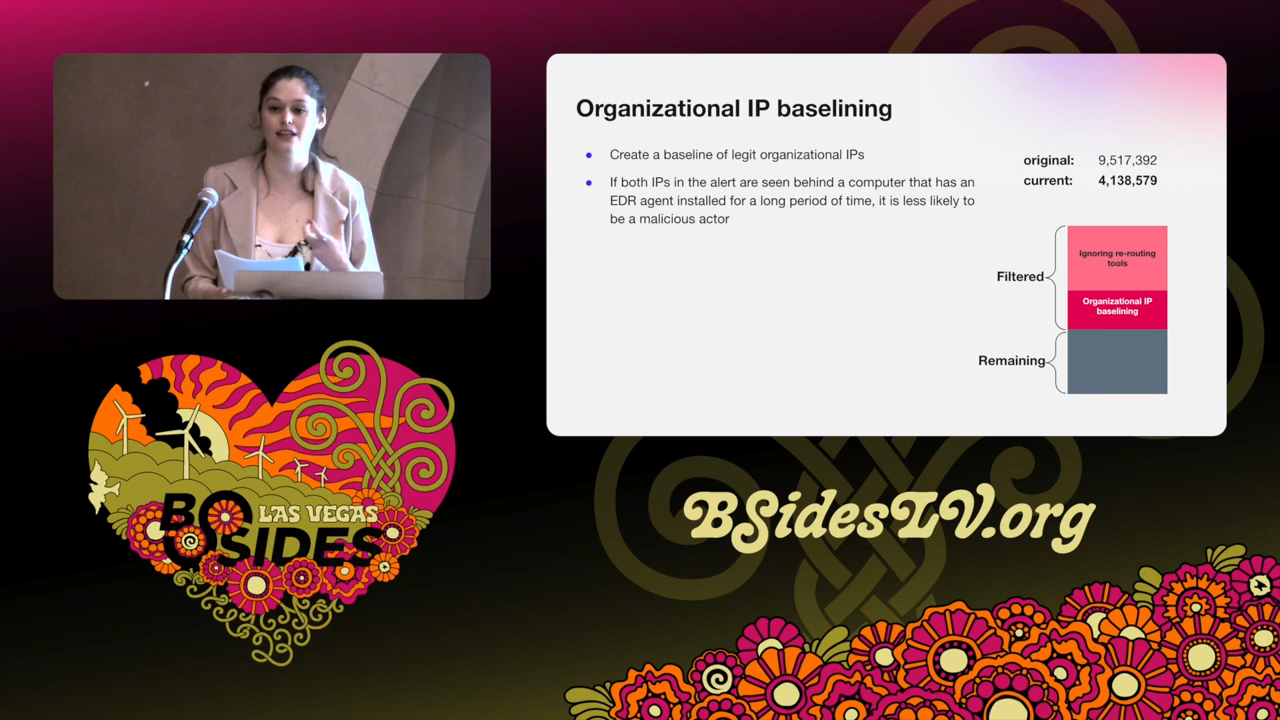 Organizational IP baselining
Create a baseline of legit organizational IPs
If both IPs in the alert are seen behind a computer that has an
EDR agent installed for a long period of time, it is less likely to
be a malicious actor
original: 9,517,392
current: 4,138,579
Filtered
Ignoring re-routing
tools
Organizational IP
baselining
Remaining
BO
LAS VEGAS
SIDES
23
BSidesLV.org